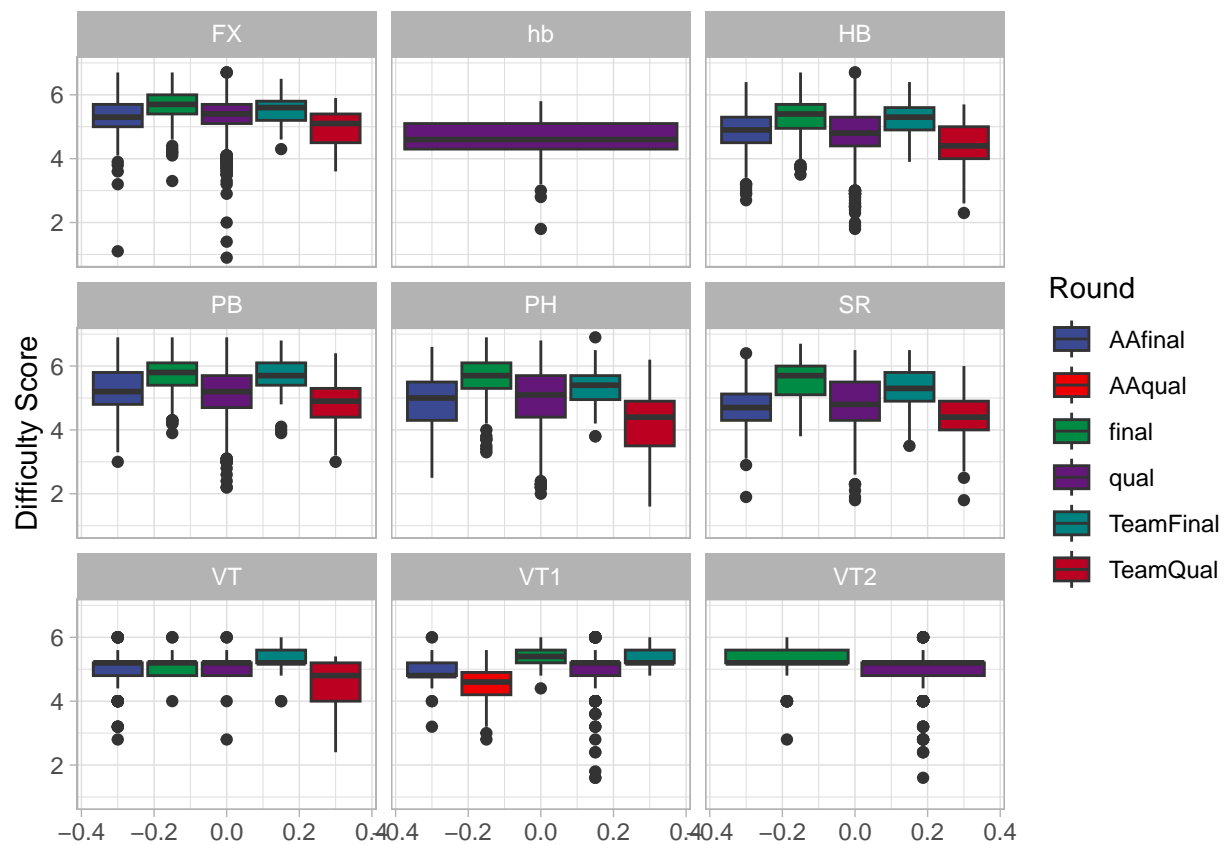 FX hb HB
6
4
2
PB PH SR
6
4
2
VT VT1 VT2
6
4
2
−0.4 −0.2 0.0 0.2 0.4 −0.4 −0.2 0.0 0.2 0.4 −0.4 −0.2 0.0 0.2 0.4
Difficulty Score
Round
AAfinal
AAqual
final
qual
TeamFinal
TeamQual